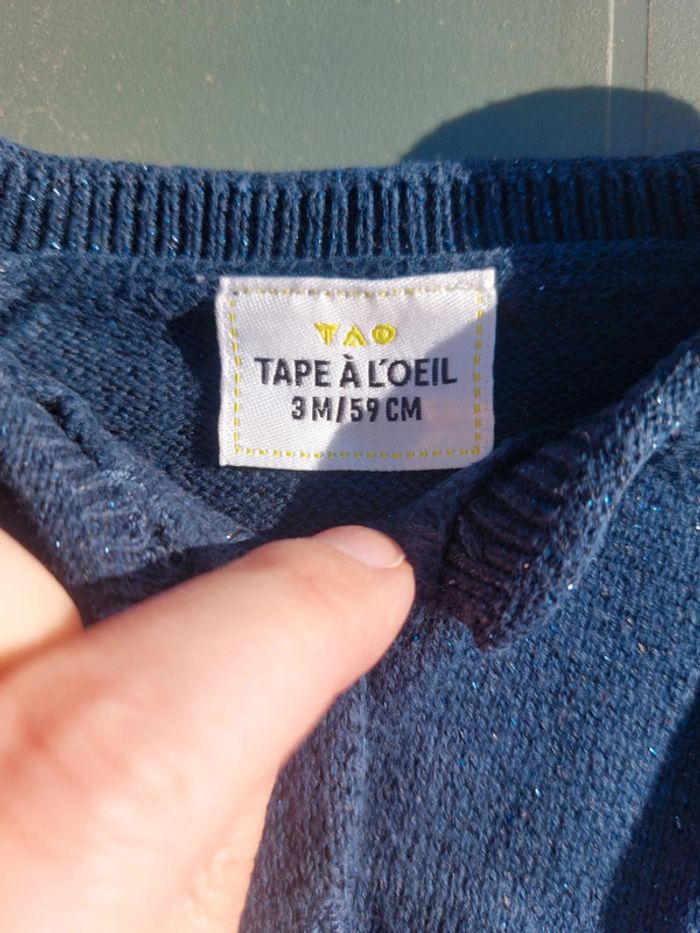 TAO
TAPE À L'OEIL
3 M/59 CM